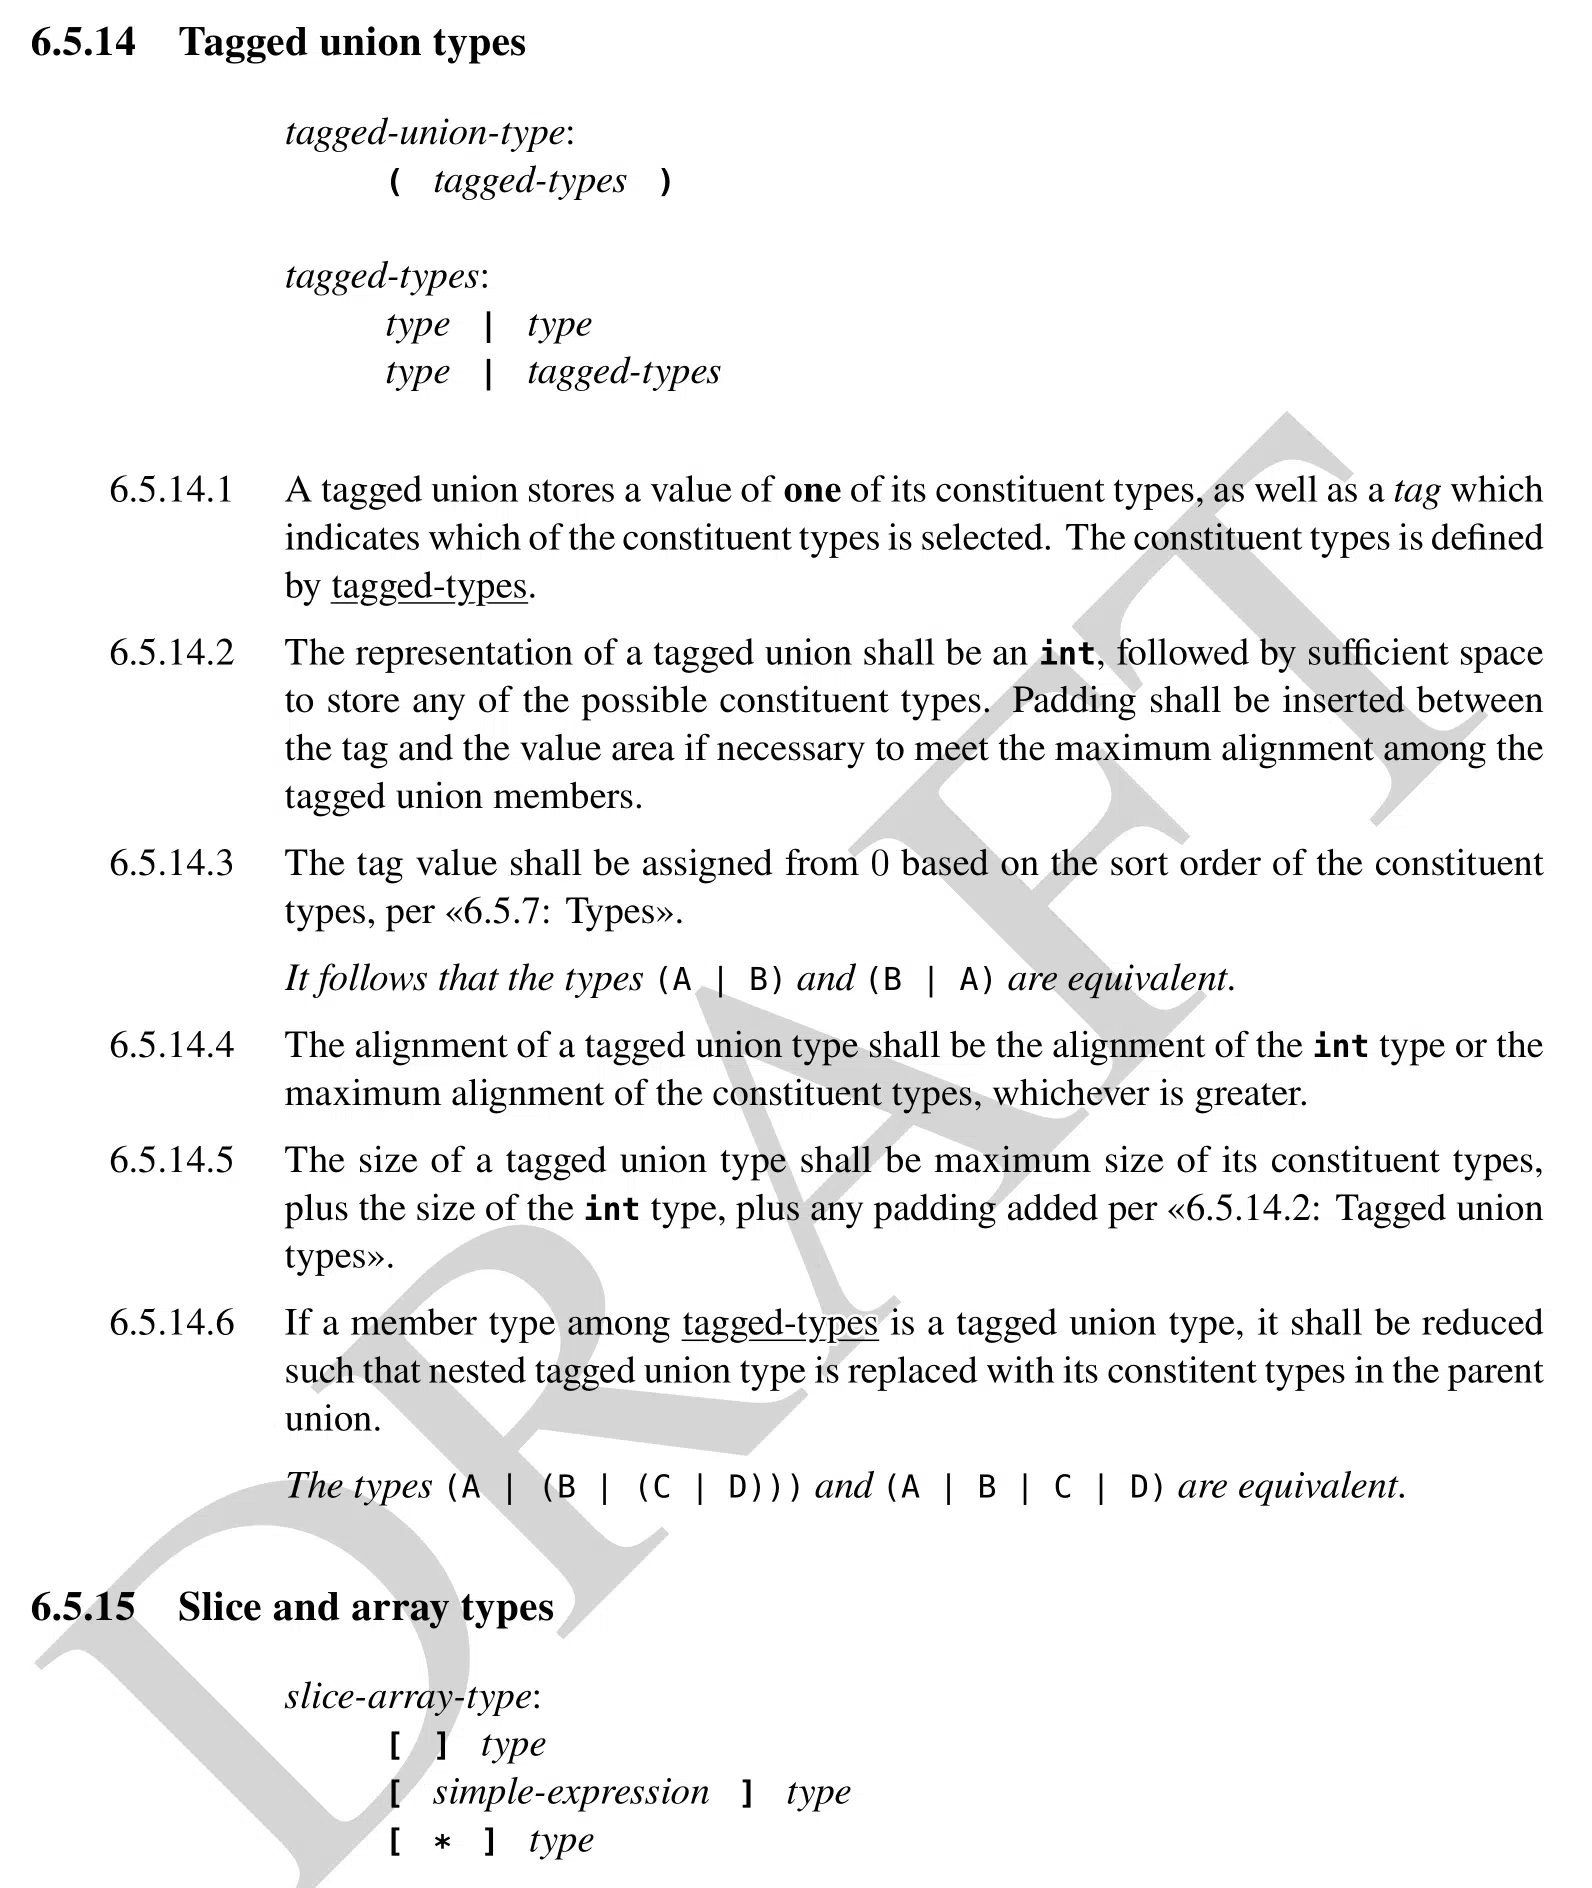 6.5.14 Tagged union types
tagged-union-type:
( tagged-types )
tagged-types:
type | type
type | tagged-types
6.5.14.1 A tagged union stores a value of one of its constituent types, as well as a tag which
indicates which of the constituent types is selected. The constituent types is defined
by tagged-types.
6.5.14.2 The representation of a tagged union shall be an int, followed by sufficient space
to store any of the possible constituent types. Padding shall be inserted between
the tag and the value area if necessary to meet the maximum alignment among the
tagged union members.
6.5.14.3 The tag value shall be assigned from 0 based on the sort order of the constituent
types, per «6.5.7: Types».
It follows that the types (A | B) and (B | A) are equivalent.
6.5.14.4 The alignment of a tagged union type shall be the alignment of the int type or the
maximum alignment of the constituent types, whichever is greater.
6.5.14.5 The size of a tagged union type shall be maximum size of its constituent types,
plus the size of the int type, plus any padding added per «6.5.14.2: Tagged union
types».
6.5.14.6 If a member type among tagged-types is a tagged union type, it shall be reduced
such that nested tagged union type is replaced with its constitent types in the parent
union.
The types (A | (B | (C | D))) and (A | B | C | D) are equivalent.
6.5.15 Slice and array types
slice-array-type:
[ ] type
[ simple-expression ] type
[ * ] type
DRAFT